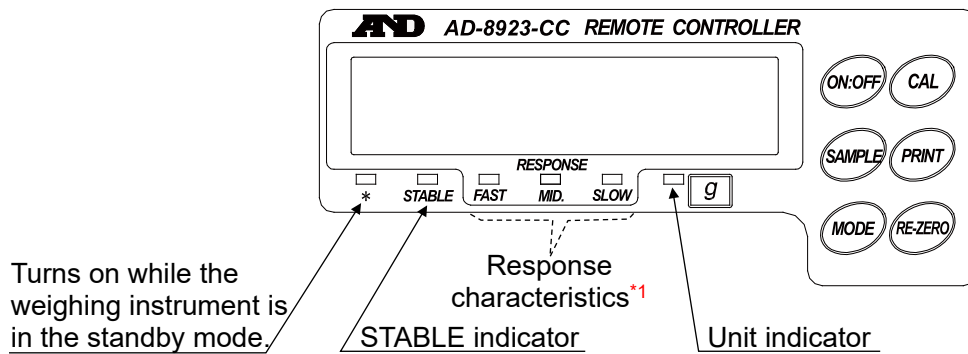 AND AD-8923-CC REMOTE CONTROLLER
ON:OFF CAL
SAMPLE PRINT
MODE RE-ZERO
RESPONSE
* STABLE FAST MID. SLOW g
Turns on while the
weighing instrument is
in the standby mode.
STABLE indicator
Response
characteristics*1
Unit indicator